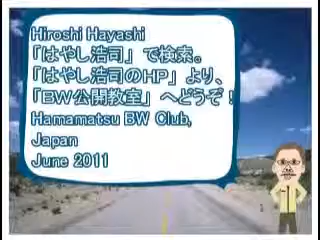 Hiroshi Hayashi
「はやし浩司」で検索。
「はやし浩司のHP」より、
「BW公開教室」へどうぞ！
Hamamatsu BW Club,
Japan
June 2011